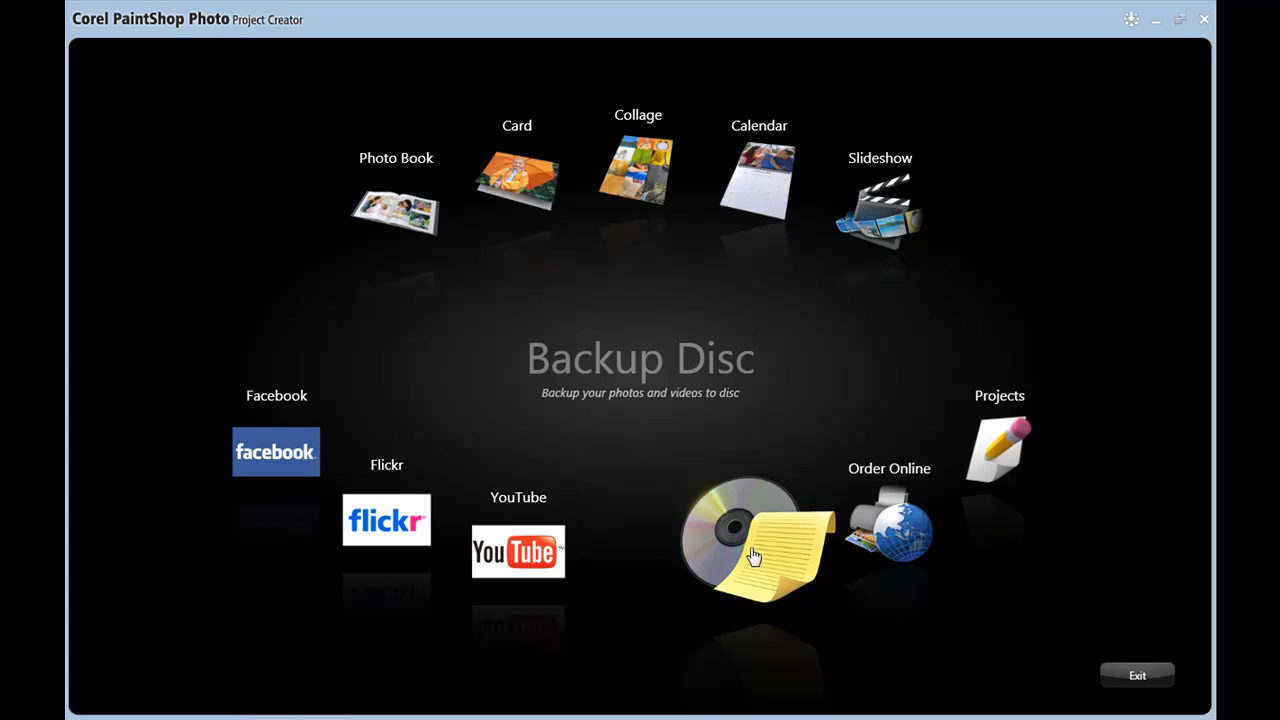 Corel PaintShop Photo Project Creator
Collage
Card
Calendar
Photo Book
Slideshow
Backup Disc
Backup your photos and videos to disc
Facebook
Projects
facebook.
Flickr
Order Online
flickr
YouTube
YouTube
Exit